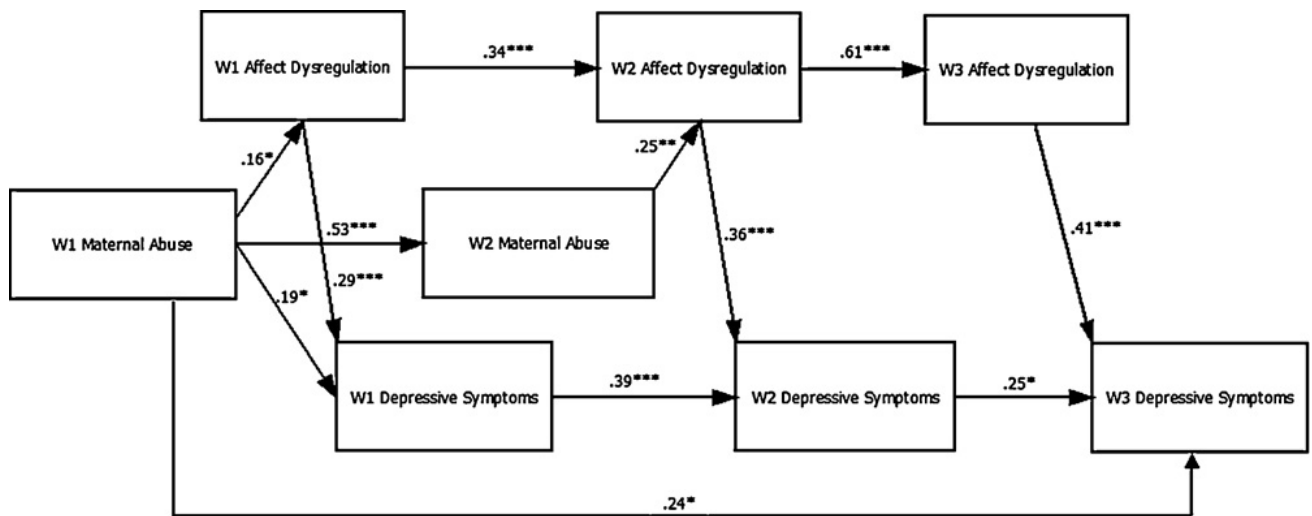 W1 Affect Dysregulation
.34***
W2 Affect Dysregulation
.61***
W3 Affect Dysregulation
.16*
.25**
W1 Maternal Abuse
.53***
W2 Maternal Abuse
.36***
.41***
.29***
.19*
W1 Depressive Symptoms
.39***
W2 Depressive Symptoms
.25*
W3 Depressive Symptoms
.24*